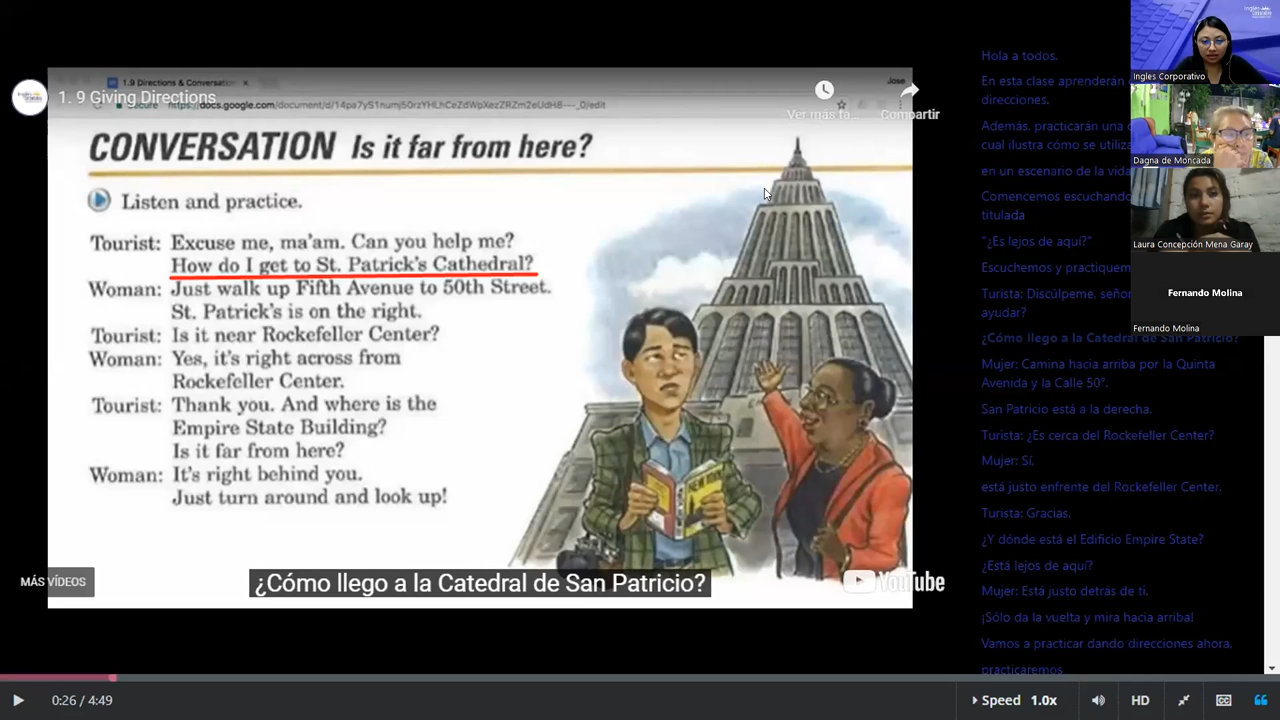 1.9 Directions & Conversation
Jose
1. 9 Giving Directions
Ver más ta...
Compartir
CONVERSATION Is it far from here?
Listen and practice.
Tourist: Excuse me, ma'am. Can you help me?
How do I get to St. Patrick's Cathedral?
Woman: Just walk up Fifth Avenue to 50th Street.
St. Patrick's is on the right.
Tourist: Is it near Rockefeller Center?
Woman: Yes, it's right across from
Rockefeller Center.
Tourist: Thank you. And where is the
Empire State Building?
Is it far from here?
Woman: It's right behind you.
Just turn around and look up!
NEW YORK
MÁS VÍDEOS
¿Cómo llego a la Catedral de San Patricio?
YouTube
Hola a todos.
En esta clase aprenderán
direcciones.
Además. practicarán una
cual ilustra cómo se utiliza
en un escenario de la vida
Comencemos escuchando
titulada
"¿Es lejos de aquí?"
Escuchemos y practiquem
Turista: Discúlpeme. señor
ayudar?
¿Cómo llego a la Catedral de San Patricio?
Mujer: Camina hacia arriba por la Quinta
Avenida y la Calle 50°.
San Patricio está a la derecha.
Turista: ¿Es cerca del Rockefeller Center?
Mujer: Sí,
está justo enfrente del Rockefeller Center.
Turista: Gracias.
¿Y dónde está el Edificio Empire State?
¿Está lejos de aquí?
Mujer: Está justo detrás de ti.
¡Sólo da la vuelta y mira hacia arriba!
Vamos a practicar dando direcciones ahora,
practicaremos
Ingles Corporativo
Dagna de Moncada
Laura Concepción Mena Garay
Fernando Molina
Fernando Molina
0:26 / 4:49
Speed 1.0x
HD
CC